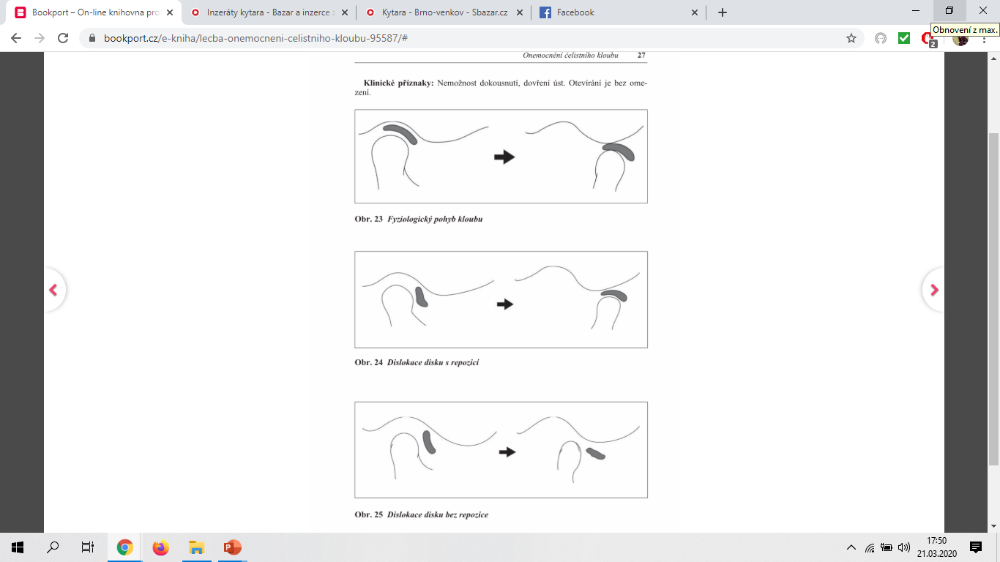 Bookport – On-line knihovna pro
Inzeráty kytara - Bazar a inzerce z
Kytara - Brno-venkov - Sbazar.cz
Facebook
Obnovení z max.
bookport.cz/e-kniha/lecba-onemocneni-celistniho-kloubu-95587/#
2
Onemocnění čelistního kloubu 27
Klinické příznaky: Nemožnost dokousnutí, dovření úst. Otevírání je bez ome-
zení.
Obr. 23 Fyziologický pohyb kloubu
Obr. 24 Dislokace disku s repozicí
Obr. 25 Dislokace disku bez repozice
17:50
21.03.2020